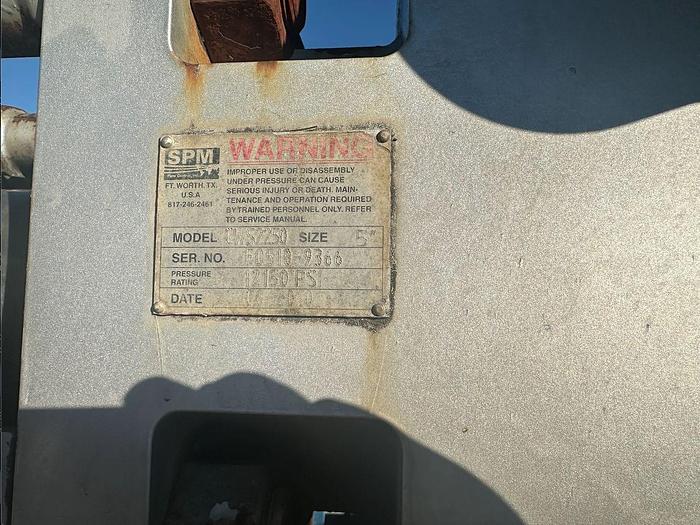 SPM
FT. WORTH. TX.
U.S.A
817-246-2461
WARNING
IMPROPER USE OR DISASSEMBLY
UNDER PRESSURE CAN CAUSE
SERIOUS INJURY OR DEATH. MAIN-
TENANCE AND OPERATION REQUIRED
BY TRAINED PERSONNEL ONLY. REFER
TO SERVICE MANUAL.
MODEL SIZE 5"
SER. NO.
PRESSURE
RATING 12150 PSI
DATE